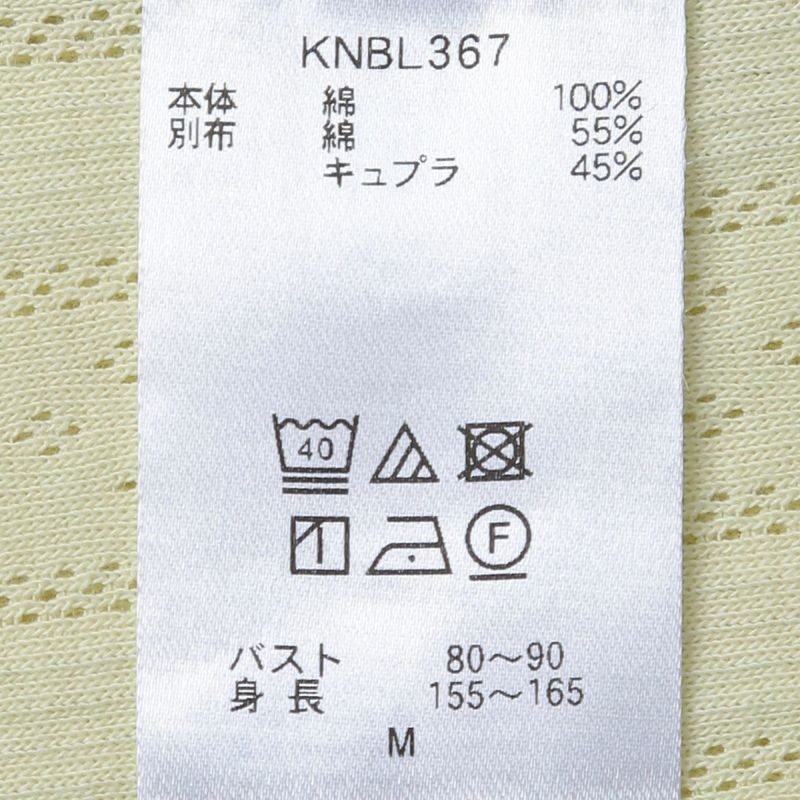 KNBL367
本体 綿 100%
別布 綿 55%
キュプラ 45%
40
F
バスト 80〜90
身長 155〜165
M